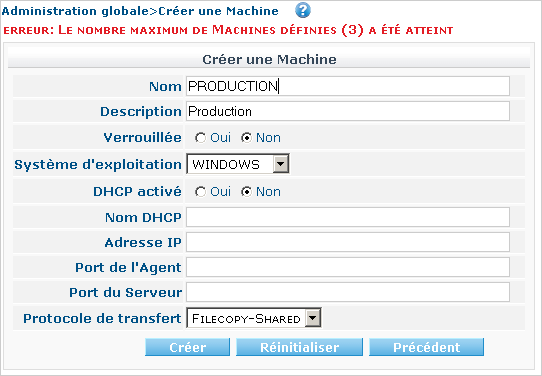 Administration globale>Créer une Machine ?
erreur: Le nombre maximum de Machines définies (3) a été atteint
Créer une Machine
Nom PRODUCTION
Description Production
Verrouillée Oui Non
Système d'exploitation WINDOWS
DHCP activé Oui Non
Nom DHCP
Adresse IP
Port de l'Agent
Port du Serveur
Protocole de transfert Filecopy-Shared
Créer Réinitialiser Précédent